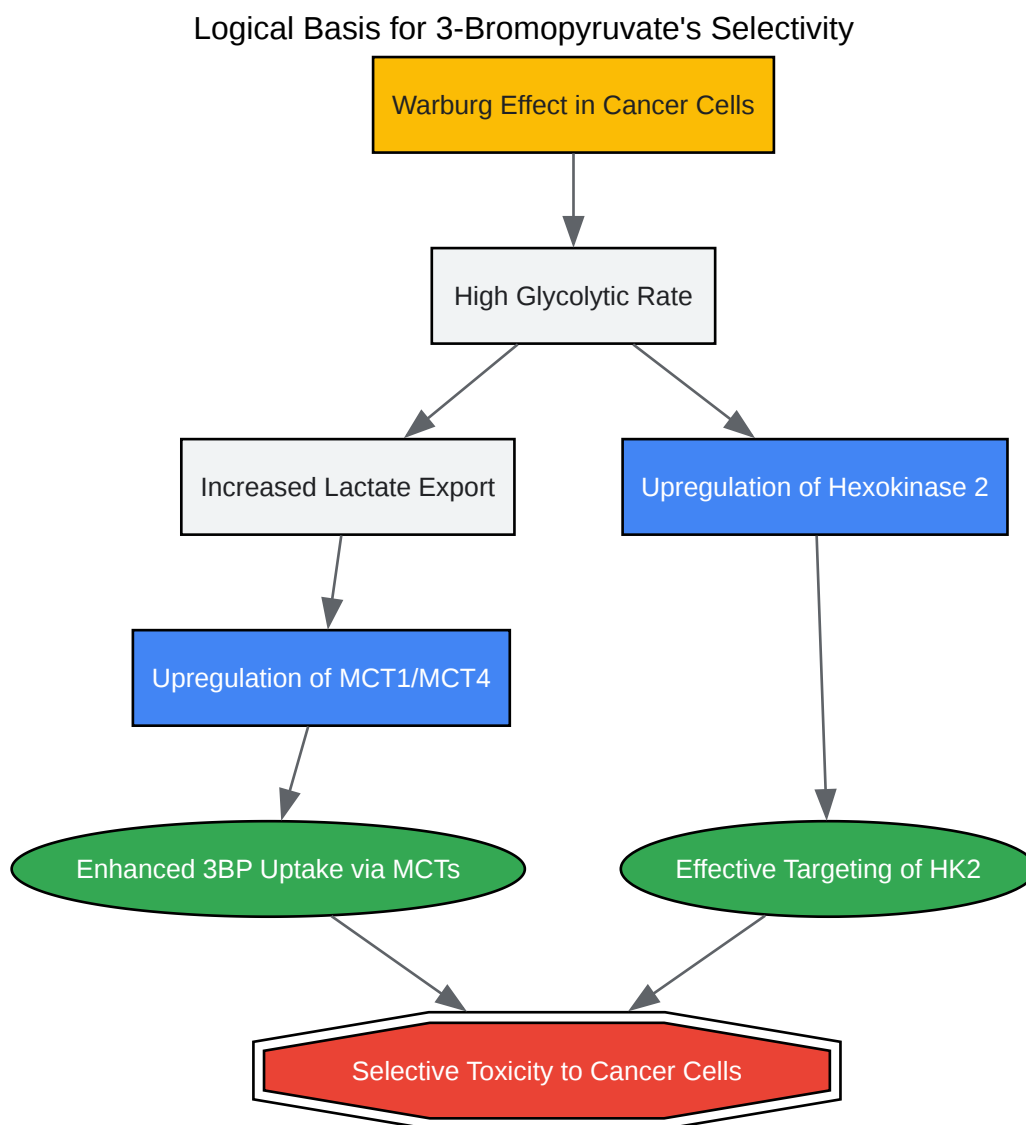 Logical Basis for 3-Bromopyruvate's Selectivity
Warburg Effect in Cancer Cells
High Glycolytic Rate
Increased Lactate Export
Upregulation of Hexokinase 2
Upregulation of MCT1/MCT4
Enhanced 3BP Uptake via MCTs
Effective Targeting of HK2
Selective Toxicity to Cancer Cells